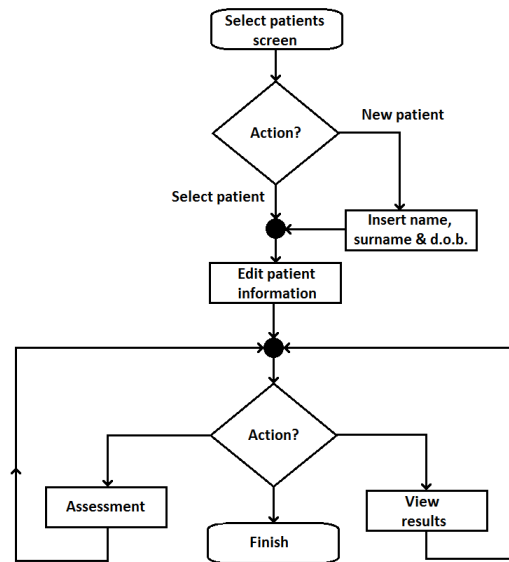 Select patients
screen
New patient
Action?
Select patient
Insert name,
surname & d.o.b.
Edit patient
information
Action?
Assessment
View
results
Finish